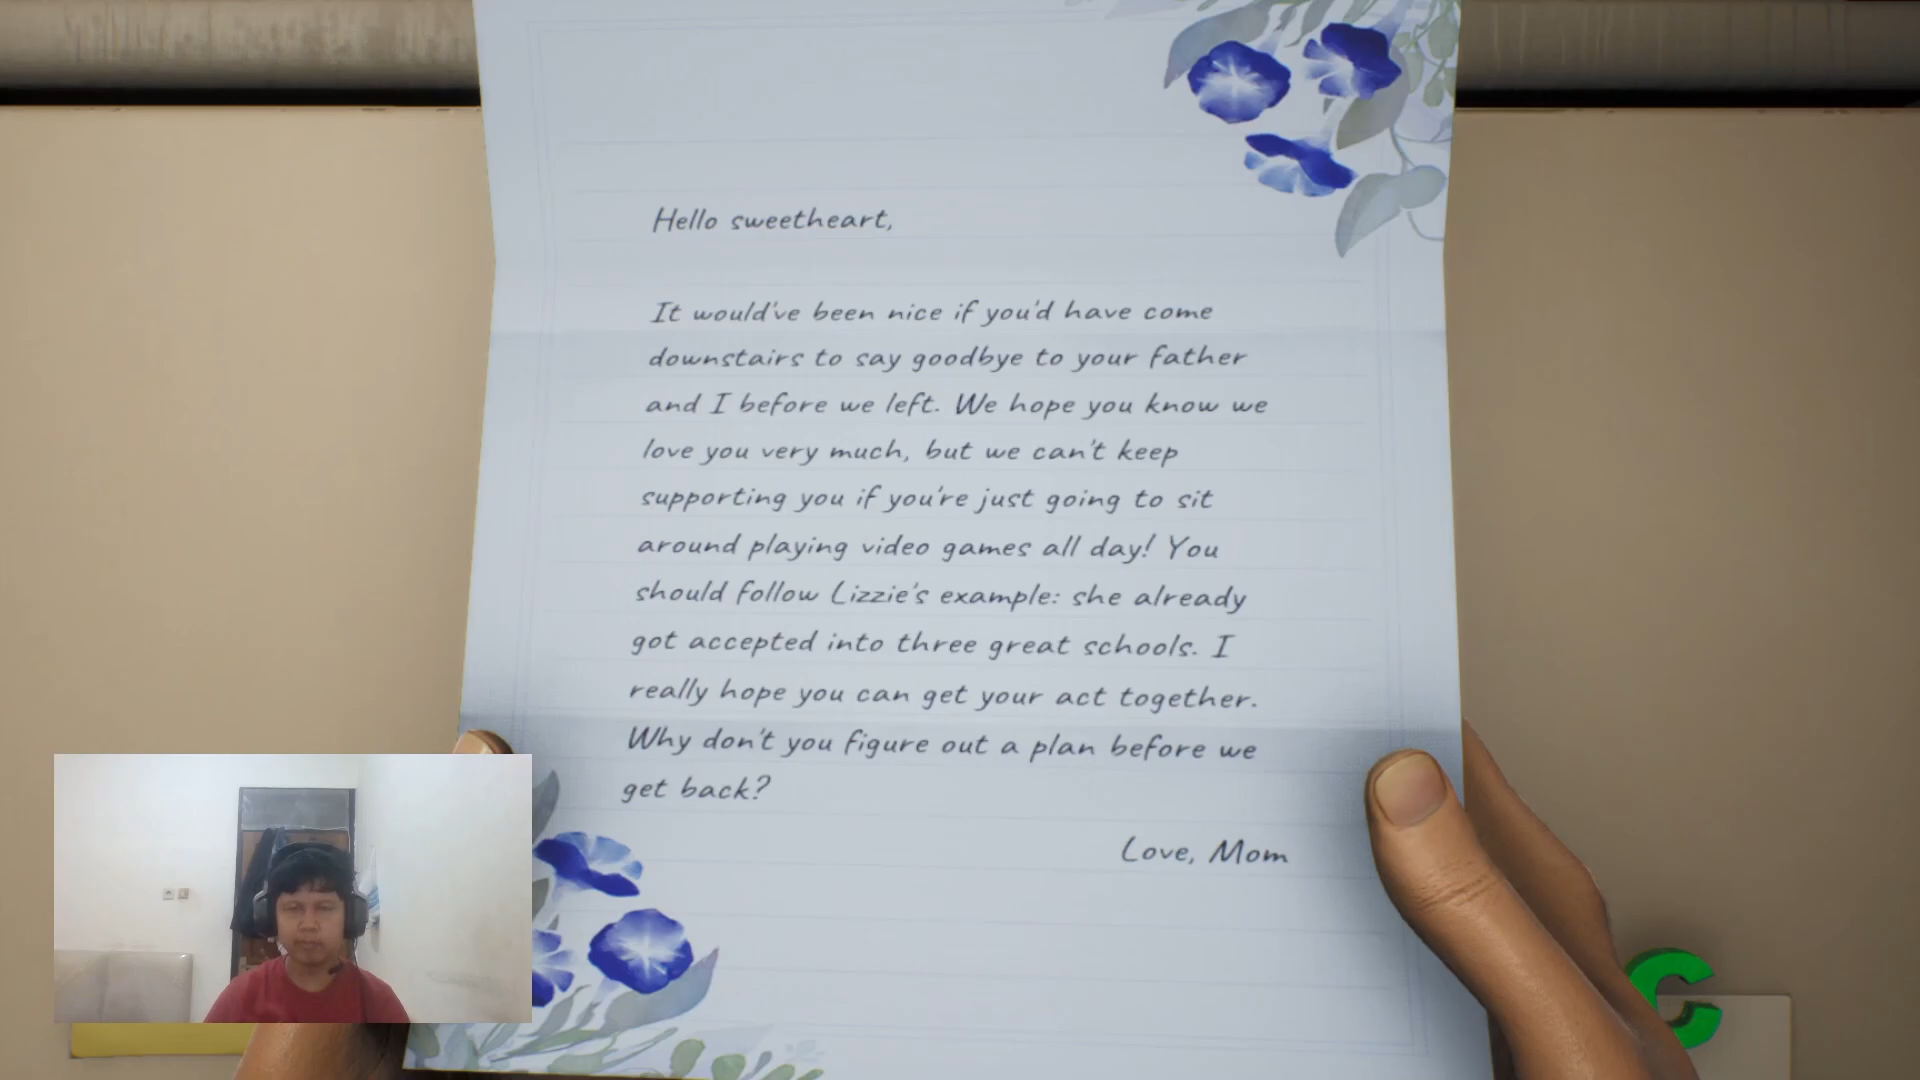 Hello sweetheart,
It would've been nice if you'd have come
downstairs to say goodbye to your father
and I before we left. We hope you know we
love you very much, but we can't keep
supporting you if you're just going to sit
around playing video games all day! You
should follow Lizzie's example: she already
got accepted into three great schools. I
really hope you can get your act together.
Why don't you figure out a plan before we
get back?
Love, Mom
C